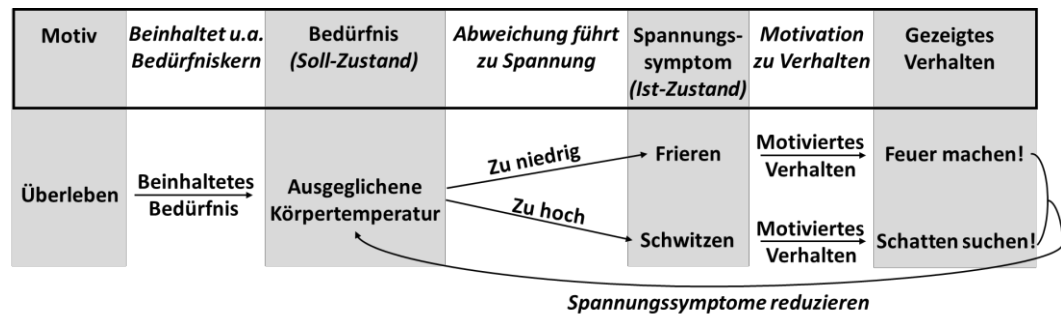 Motiv
Beinhaltet u.a.
Bedürfniskern
Bedürfnis
(Soll-Zustand)
Abweichung führt
zu Spannung
Spannungs-
symptom
(Ist-Zustand)
Motivation
zu Verhalten
Gezeigtes
Verhalten
Überleben
Beinhaltetes
Bedürfnis
Ausgeglichene
Körpertemperatur
Zu niedrig
Zu hoch
Frieren
Motiviertes
Verhalten
Feuer machen!
Schwitzen
Motiviertes
Verhalten
Schatten suchen!
Spannungssymptome reduzieren